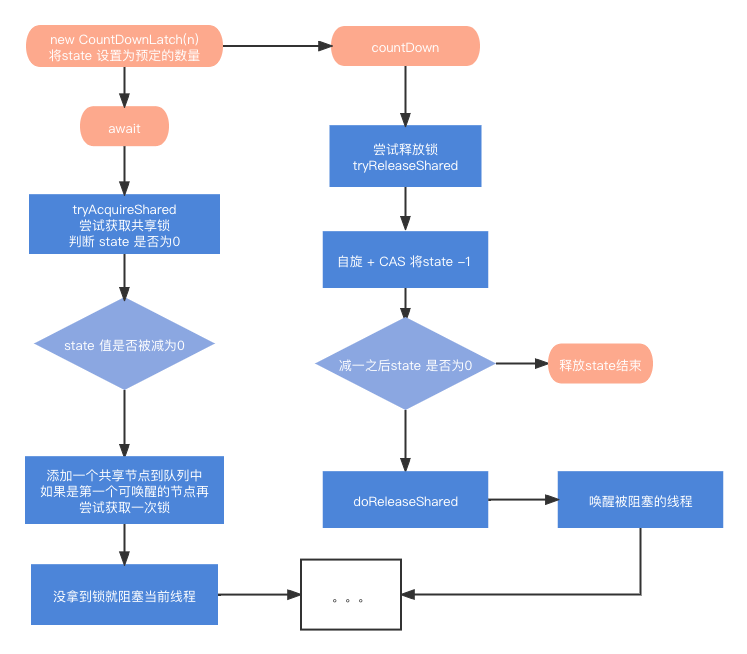 new CountDownLatch(n)
将state 设置为预定的数量
countDown
await
尝试释放锁
tryReleaseShared
tryAcquireShared
尝试获取共享锁
判断 state 是否为0
自旋 + CAS 将state -1
state 值是否被减为0
减一之后state 是否为0
释放state结束
添加一个共享节点到队列中
如果是第一个可唤醒的节点再
尝试获取一次锁
doReleaseShared
唤醒被阻塞的线程
没拿到锁就阻塞当前线程
。。。